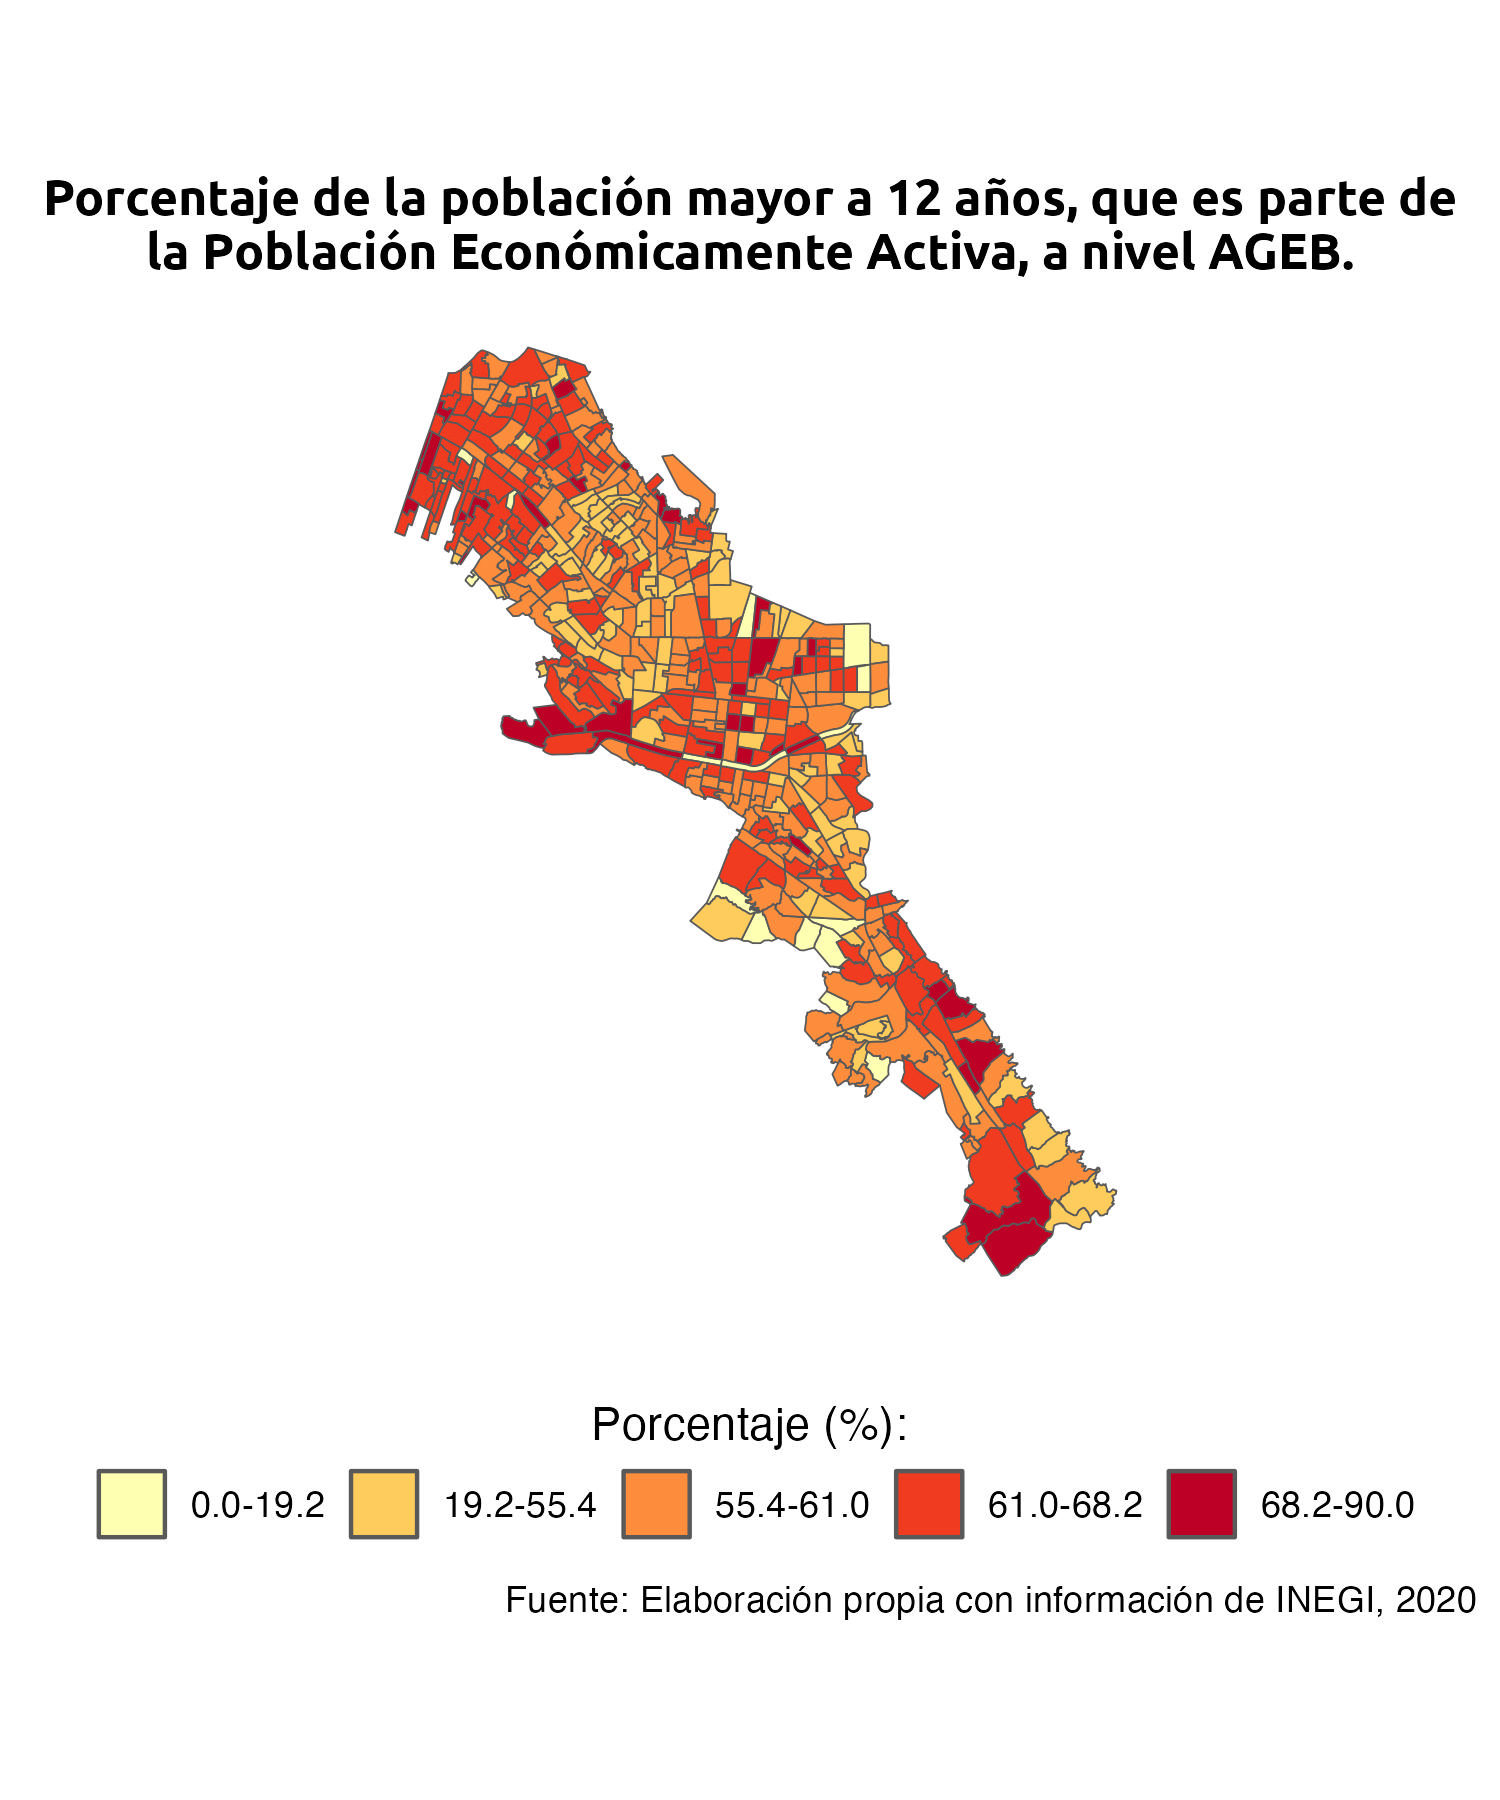 Porcentaje de la población mayor a 12 años, que es parte de
la Población Económicamente Activa, a nivel AGEB.
Porcentaje (%):
0.0-19.2
19.2-55.4
55.4-61.0
61.0-68.2
68.2-90.0
Fuente: Elaboración propia con información de INEGI, 2020